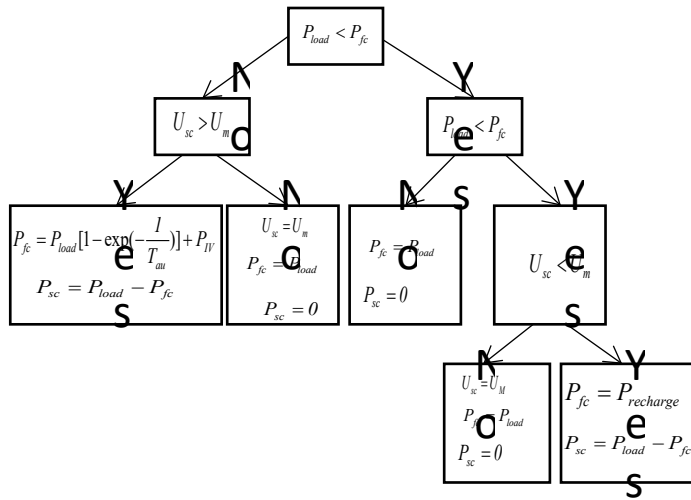 P_load < P_fc
No
Yes
U_sc > U_m
P_load < P_fc
Yes
No
No
Yes
P_fc = P_load [1 − exp(− 1 / T_au)] + P_IV
P_sc = P_load − P_fc
U_sc = U_m
P_fc = P_load
P_sc = 0
P_fc = P_load
P_sc = 0
U_sc < U_m
No
Yes
U_sc = U_M
P_fc = P_load
P_sc = 0
P_fc = P_recharge
P_sc = P_load − P_fc